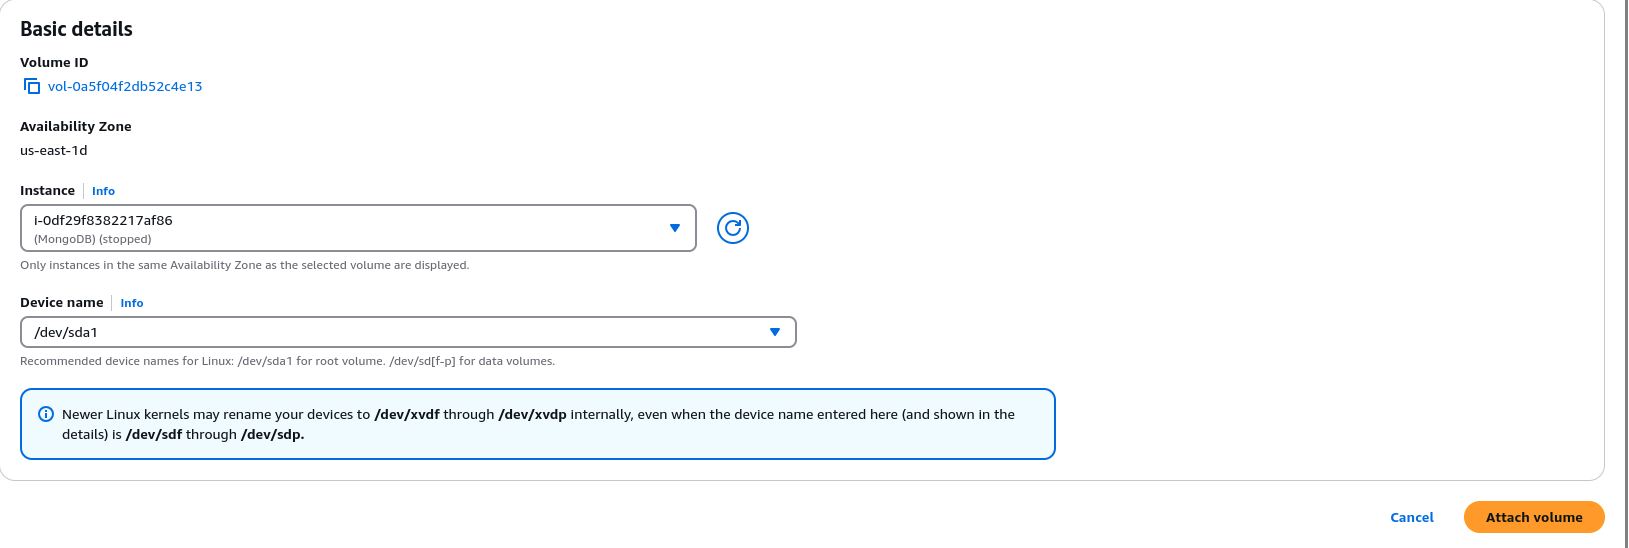 Basic details
Volume ID
vol-0a5f04f2db52c4e13
Availability Zone
us-east-1d
Instance Info
i-0df29f8382217af86
(MongoDB) (stopped)
Only instances in the same Availability Zone as the selected volume are displayed.
Device name Info
/dev/sda1
Recommended device names for Linux: /dev/sda1 for root volume. /dev/sd[f-p] for data volumes.
Newer Linux kernels may rename your devices to /dev/xvdf through /dev/xvdp internally, even when the device name entered here (and shown in the
details) is /dev/sdf through /dev/sdp.
Cancel Attach volume